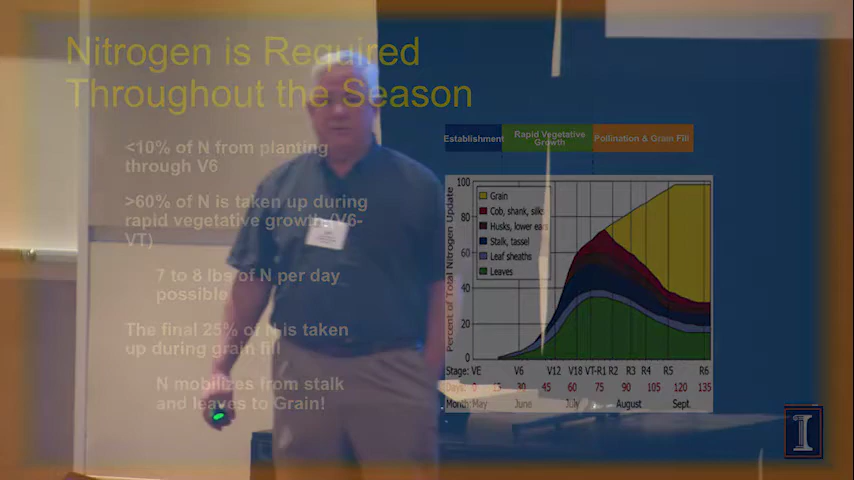 Nitrogen is Required
Throughout the Season
<10% of N from planting
through V6
>60% of N is taken up during
rapid vegetative growth (V6-
VT)
7 to 8 lbs of N per day
possible
The final 25% of N is taken
up during grain fill
N mobilizes from stalk
and leaves to Grain!
Establishment
Rapid Vegetative
Growth
Pollination & Grain Fill
Percent of Total Nitrogen Update
100
80
60
40
20
0
Grain
Cob, shank, silks
Husks, lower ears
Stalk, tassel
Leaf sheaths
Leaves
Stage: VE V6 V12 V18 VT-R1 R2 R3 R4 R5 R6
Days: 0 15 30 45 60 75 90 105 120 135
Month: May June July August Sept.
I